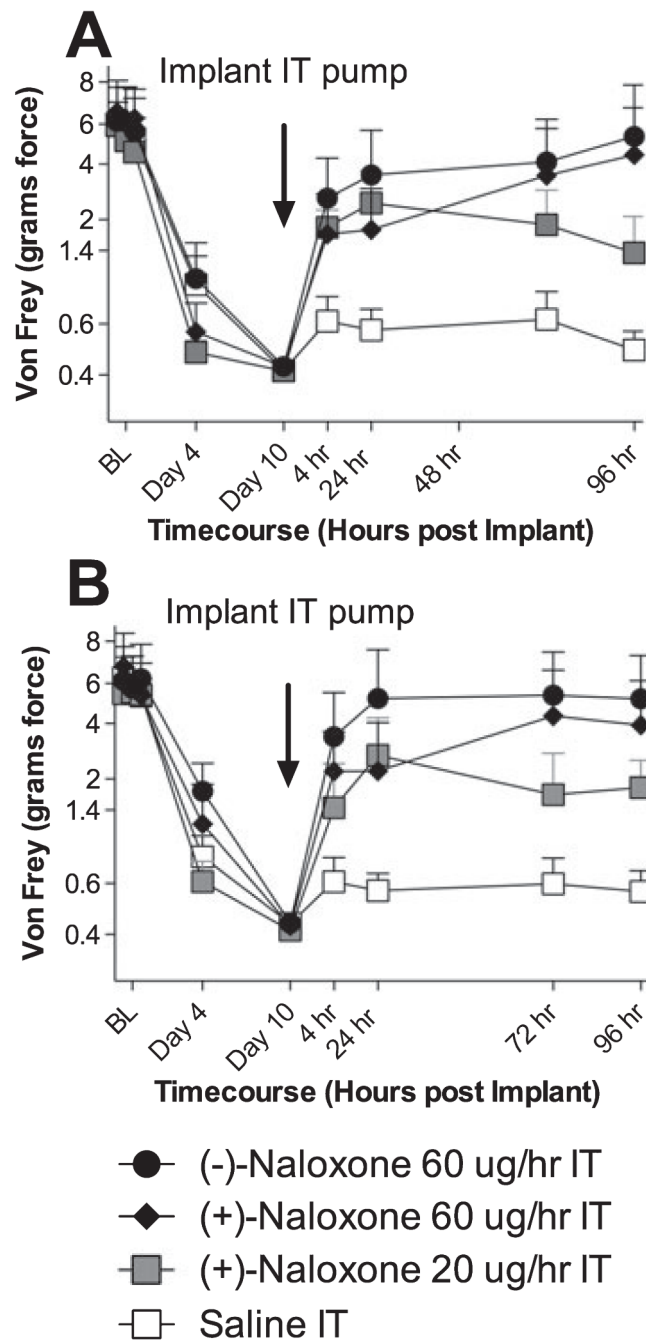 A
Implant IT pump
Von Frey (grams force)
8
6
4
2
1.4
0.6
0.4
BL
Day 4
Day 10
4 hr
24 hr
48 hr
96 hr
Timecourse (Hours post Implant)
B
Implant IT pump
Von Frey (grams force)
8
6
4
2
1.4
0.6
0.4
BL
Day 4
Day 10
4 hr
24 hr
72 hr
96 hr
Timecourse (Hours post Implant)
(-)-Naloxone 60 ug/hr IT
(+)-Naloxone 60 ug/hr IT
(+)-Naloxone 20 ug/hr IT
Saline IT